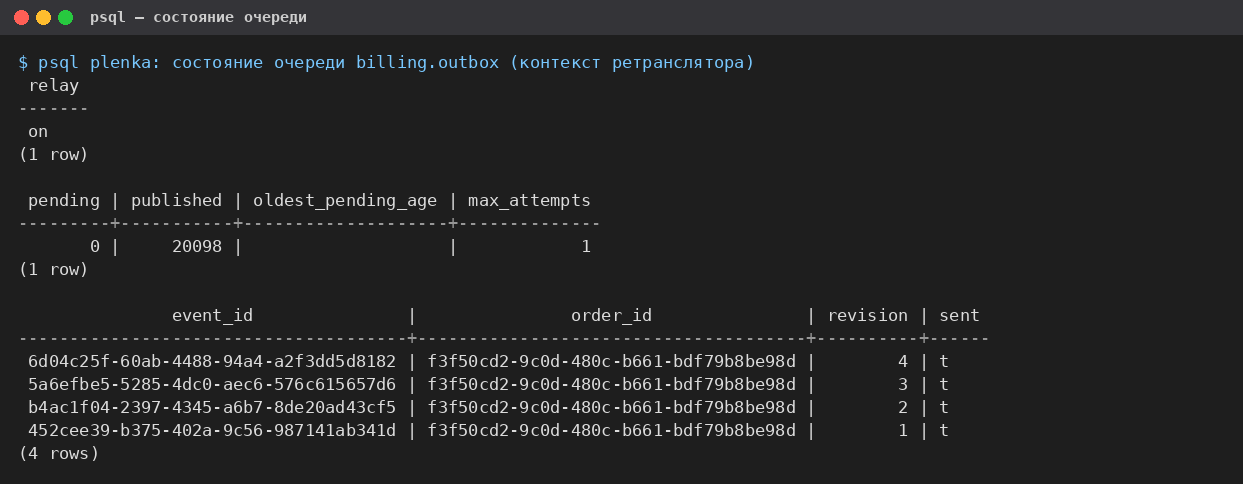 psql — состояние очереди
$ psql plenka: состояние очереди billing.outbox (контекст ретранслятора)
 relay
-------
 on
(1 row)
 pending | published | oldest_pending_age | max_attempts
---------+-----------+--------------------+--------------
       0 |     20098 |                    |            1
(1 row)
               event_id               |               order_id               | revision | sent
--------------------------------------+--------------------------------------+----------+------
 6d04c25f-60ab-4488-94a4-a2f3dd5d8182 | f3f50cd2-9c0d-480c-b661-bdf79b8be98d |        4 | t
 5a6efbe5-5285-4dc0-aec6-576c615657d6 | f3f50cd2-9c0d-480c-b661-bdf79b8be98d |        3 | t
 b4ac1f04-2397-4345-a6b7-8de20ad43cf5 | f3f50cd2-9c0d-480c-b661-bdf79b8be98d |        2 | t
 452cee39-b375-402a-9c56-987141ab341d | f3f50cd2-9c0d-480c-b661-bdf79b8be98d |        1 | t
(4 rows)